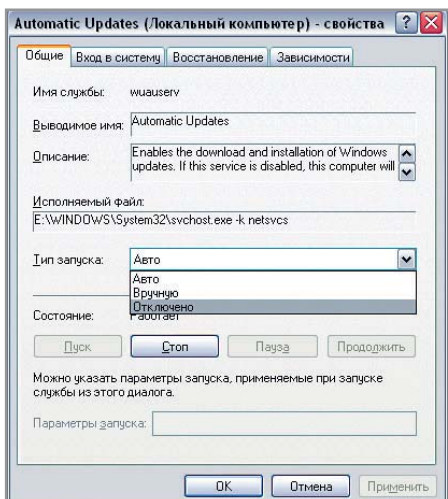 Automatic Updates (Локальный компьютер) - свойства
Общие Вход в систему Восстановление Зависимости
Имя службы: wuauserv
Выводимое имя: Automatic Updates
Описание: Enables the download and installation of Windows
updates. If this service is disabled, this computer will
Исполняемый файл:
E:\WINDOWS\System32\svchost.exe -k netsvcs
Тип запуска: Авто
Авто
Вручную
Отключено
Состояние: Работает
Пуск Стоп Пауза Продолжить
Можно указать параметры запуска, применяемые при запуске
службы из этого диалога.
Параметры запуска:
OK Отмена Применить